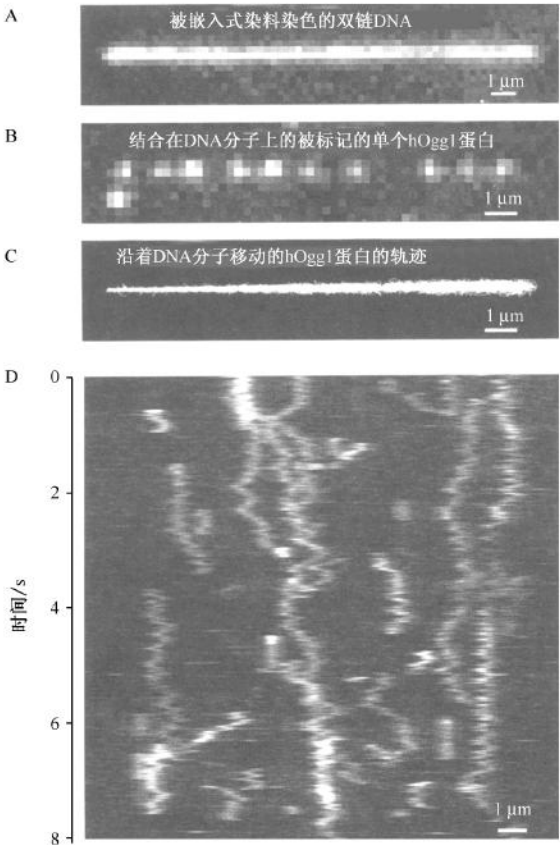 A
被嵌入式染料染色的双链DNA
1 μm
B
结合在DNA分子上的被标记的单个hOgg1蛋白
1 μm
C
沿着DNA分子移动的hOgg1蛋白的轨迹
1 μm
D
0
2
4
6
8
时间/s
1 μm